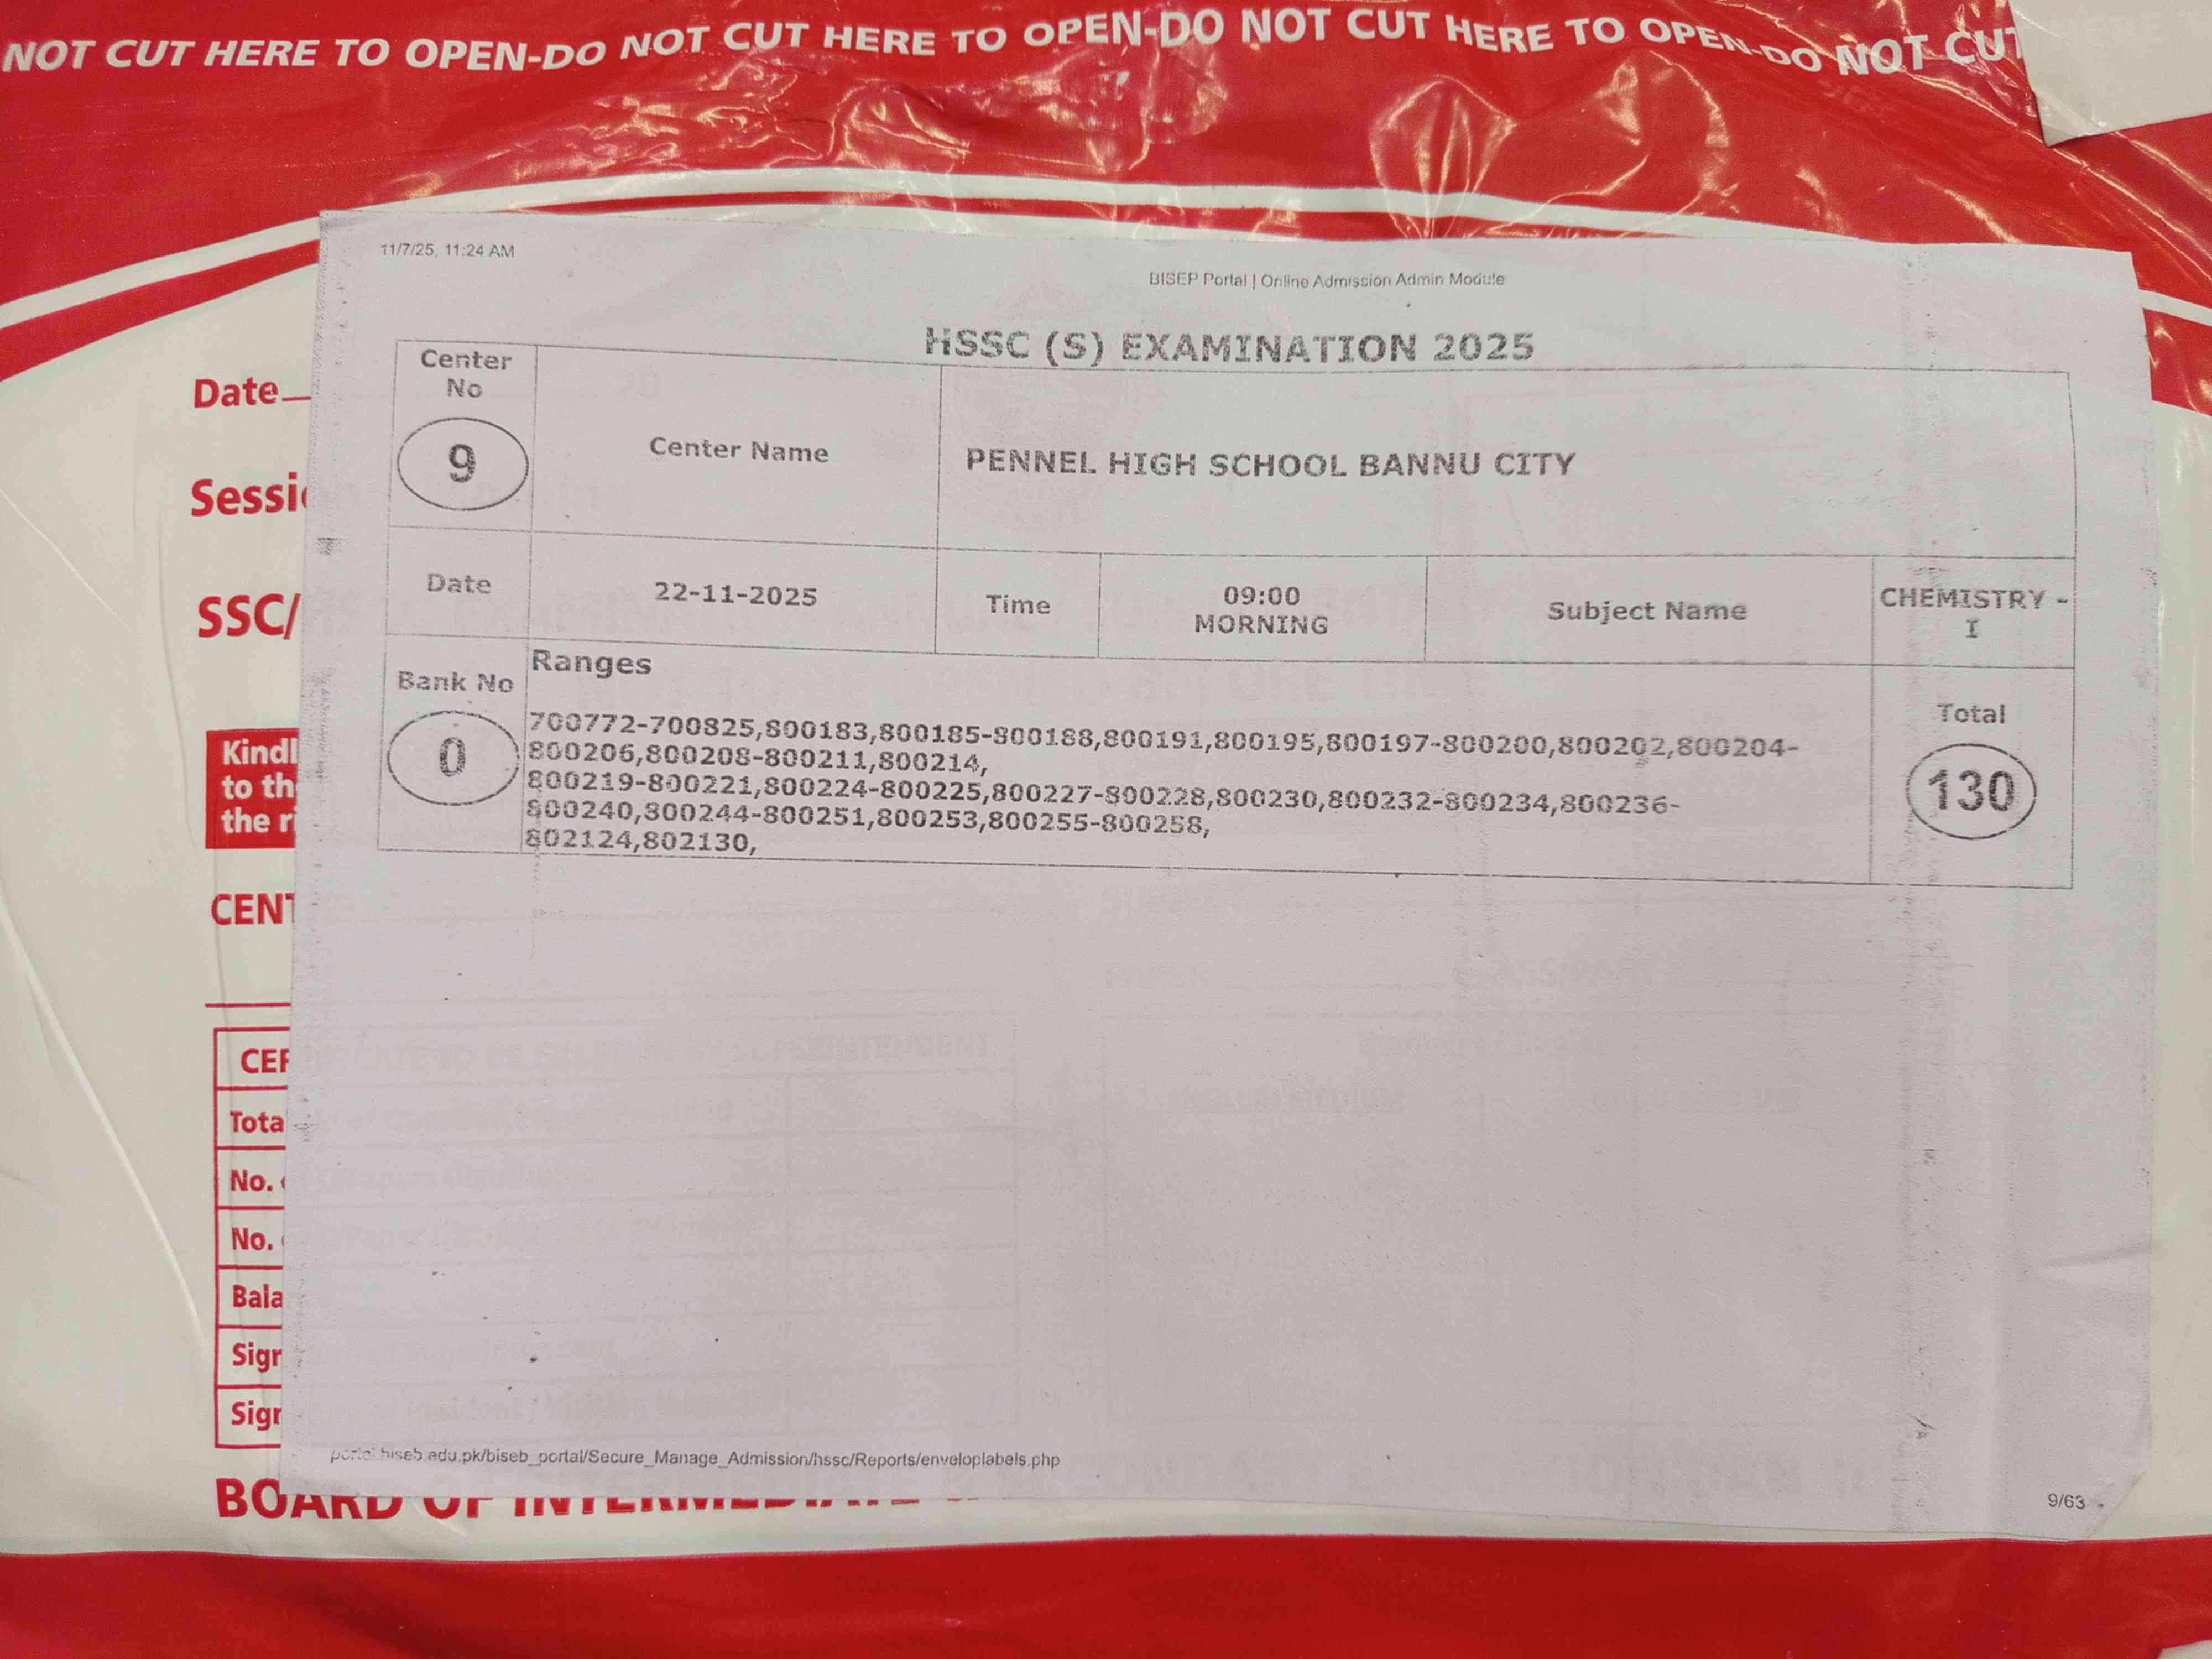 NOT CUT HERE TO OPEN-DO NOT CUT HERE TO OPEN-DO NOT CUT HERE TO OPEN-DO NOT CUT
11/7/25, 11:24 AM
BISEP Portal | Online Admission Admin Module
HSSC (S) EXAMINATION 2025
Center No
9
Center Name
PENNEL HIGH SCHOOL BANNU CITY
Date
22-11-2025
Time
09:00
MORNING
Subject Name
CHEMISTRY -
I
Bank No
0
Ranges
700772-700825,800183,800185-800188,800191,800195,800197-800200,800202,800204-
800206,800208-800211,800214,
800219-800221,800224-800225,800227-800228,800230,800232-800234,800236-
800240,800244-800251,800253,800255-800258,
802124,802130,
Total
130
Date
Sessi
SSC/
Kindl
to th
the ri
CENT
CER
Tota
No.
No.
Bala
Sign
Sign
portal.biseb.edu.pk/biseb_portal/Secure_Manage_Admission/hssc/Reports/enveloplabels.php
9/63
BOARD OF INTERMEDIATE